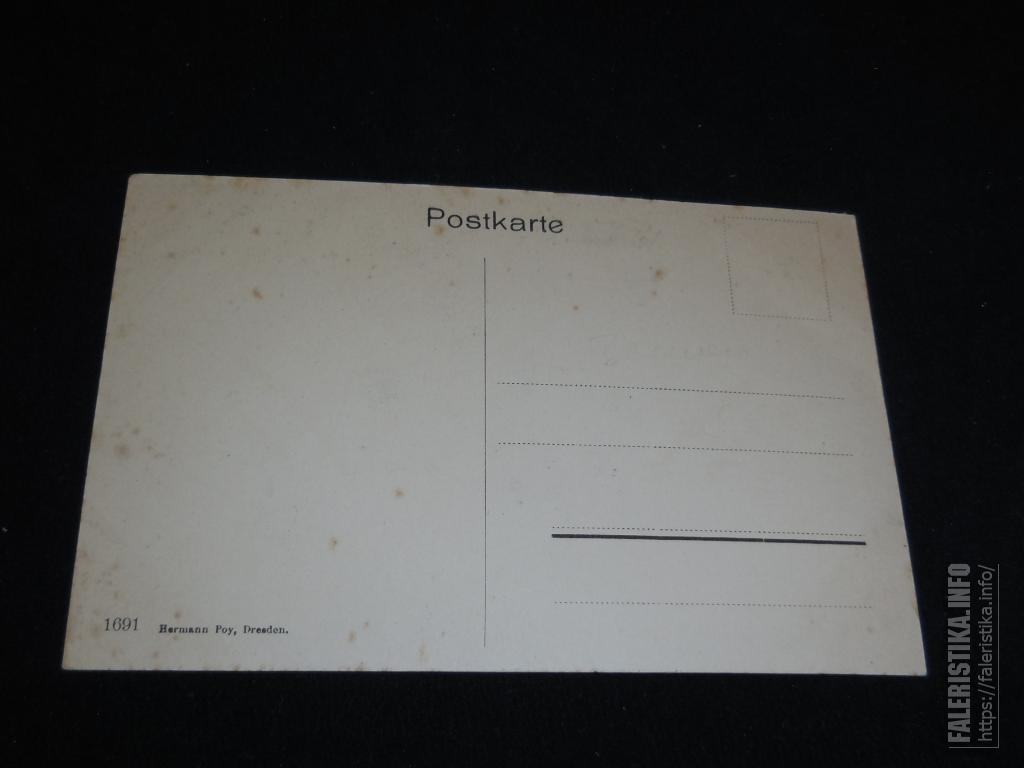 Postkarte
1691 Hermann Poy, Dresden.
FALERISTIKA.INFO
https://faleristika.info/